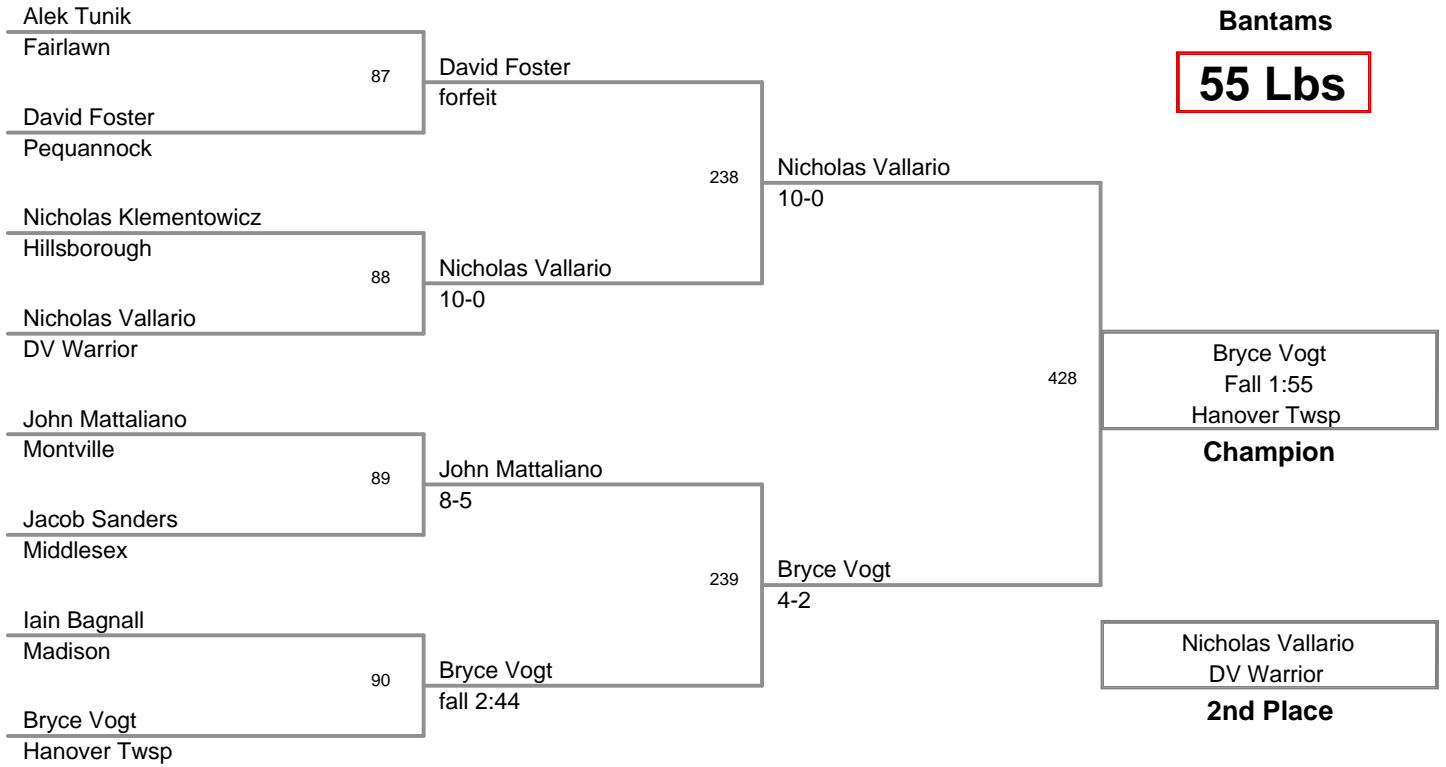 Alek Tunik
Fairlawn
87
David Foster
Pequannock
David Foster
forfeit
Nicholas Klementowicz
Hillsborough
88
Nicholas Vallario
DV Warrior
Nicholas Vallario
10-0
238
Nicholas Vallario
10-0
John Mattaliano
Montville
89
Jacob Sanders
Middlesex
John Mattaliano
8-5
Iain Bagnall
Madison
90
Bryce Vogt
Hanover Twsp
Bryce Vogt
fall 2:44
239
Bryce Vogt
4-2
428
Bantams
55 Lbs
Bryce Vogt
Fall 1:55
Hanover Twsp
Champion
Nicholas Vallario
DV Warrior
2nd Place